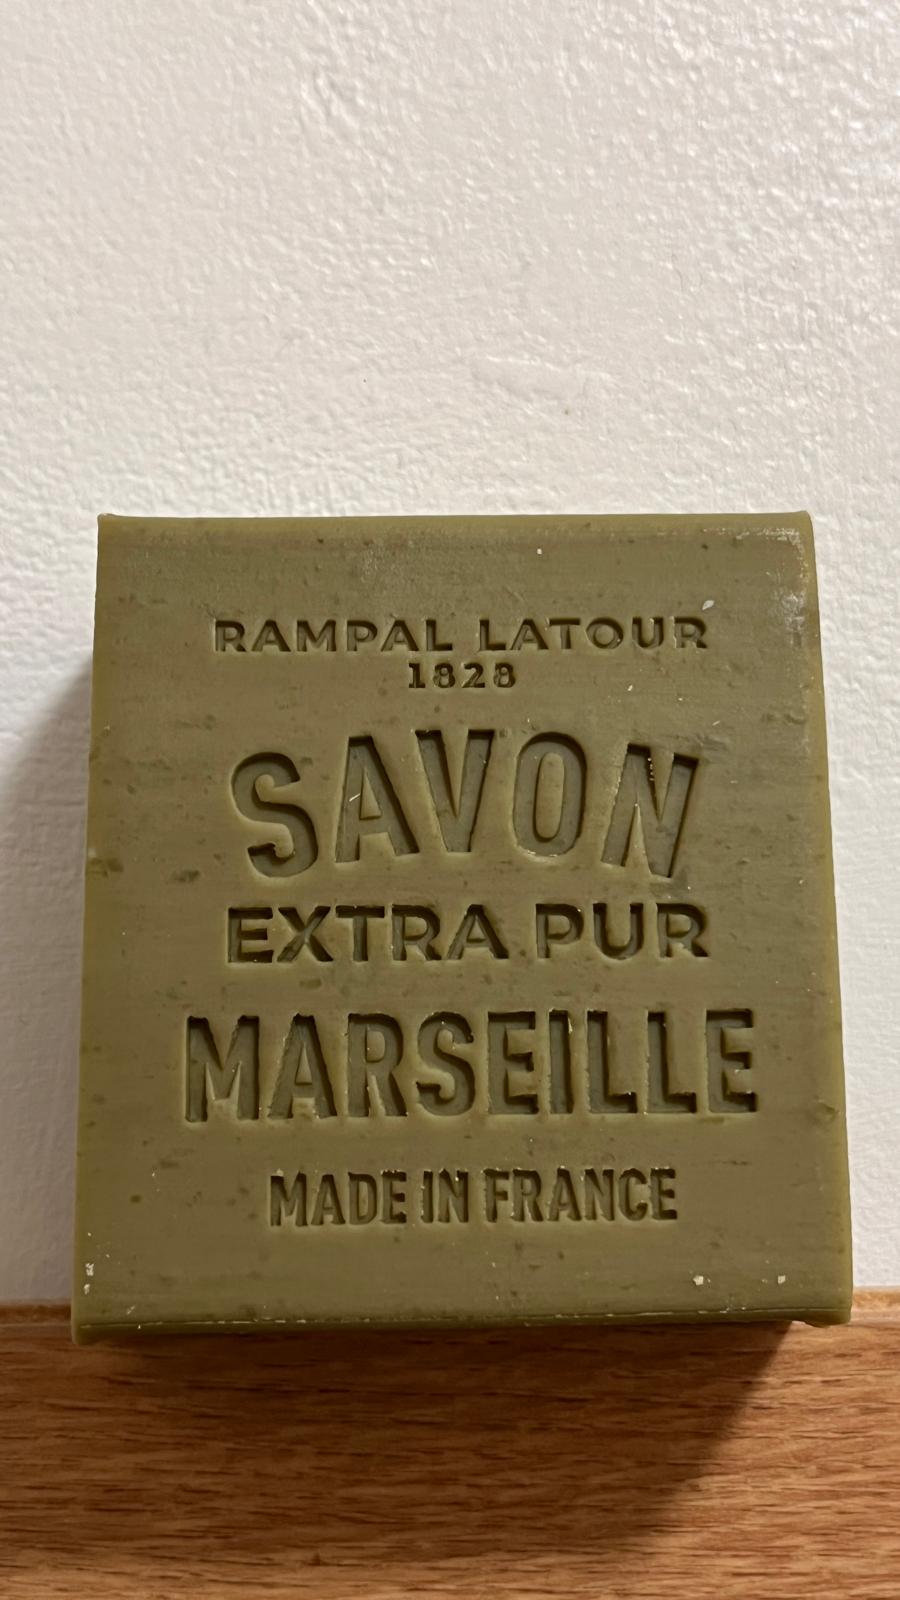 RAMPAL LATOUR
1828
SAVON
EXTRA PUR
MARSEILLE
MADE IN FRANCE